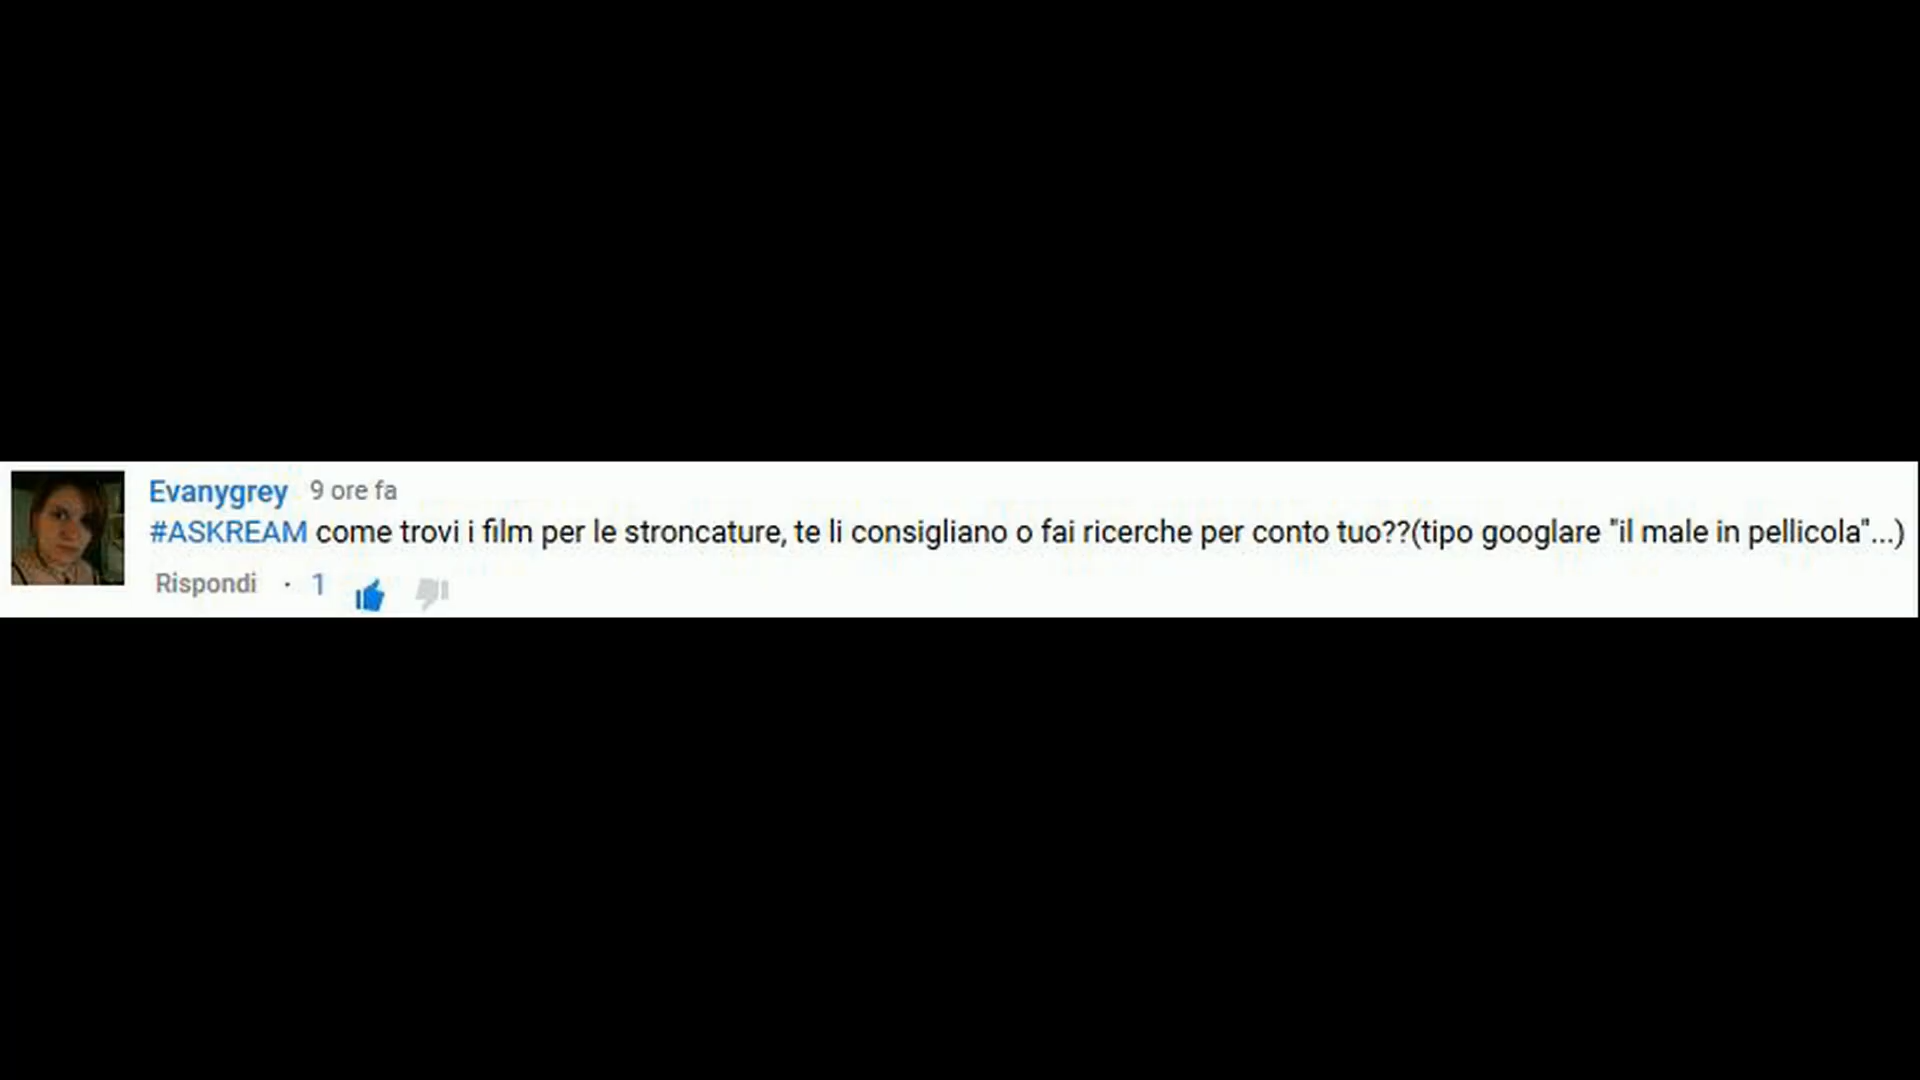 Evanygrey 9 ore fa
#ASKREAM come trovi i film per le stroncature, te li consigliano o fai ricerche per conto tuo??(tipo googlare "il male in pellicola"...)
Rispondi · 1